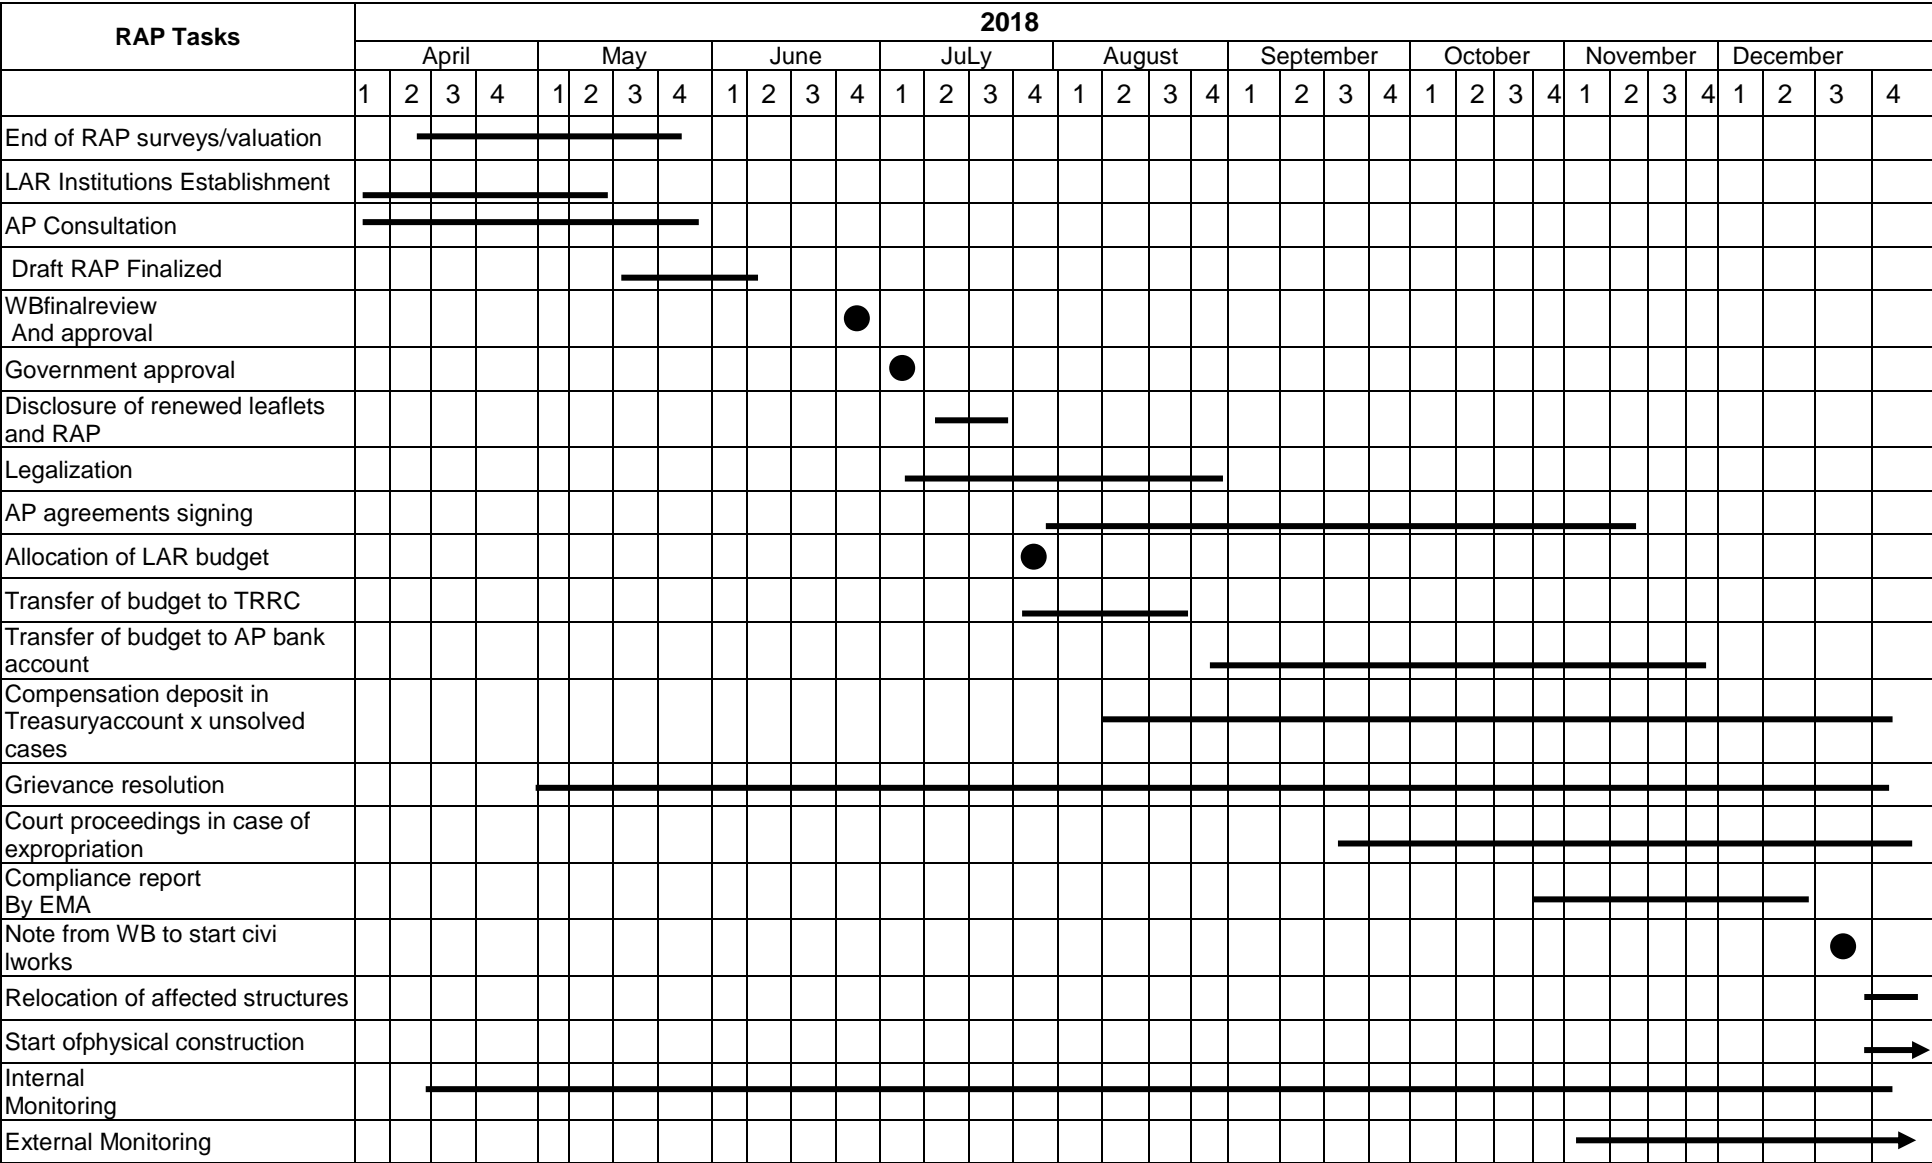 RAP Tasks
2018
April May June JuLy August September October November December
1 2 3 4 1 2 3 4 1 2 3 4 1 2 3 4 1 2 3 4 1 2 3 4 1 2 3 4 1 2 3 4 1 2 3 4
End of RAP surveys/valuation
LAR Institutions Establishment
AP Consultation
Draft RAP Finalized
WBfinalreview
And approval
Government approval
Disclosure of renewed leaflets
and RAP
Legalization
AP agreements signing
Allocation of LAR budget
Transfer of budget to TRRC
Transfer of budget to AP bank
account
Compensation deposit in
Treasuryaccount x unsolved
cases
Grievance resolution
Court proceedings in case of
expropriation
Compliance report
By EMA
Note from WB to start civi
lworks
Relocation of affected structures
Start ofphysical construction
Internal
Monitoring
External Monitoring